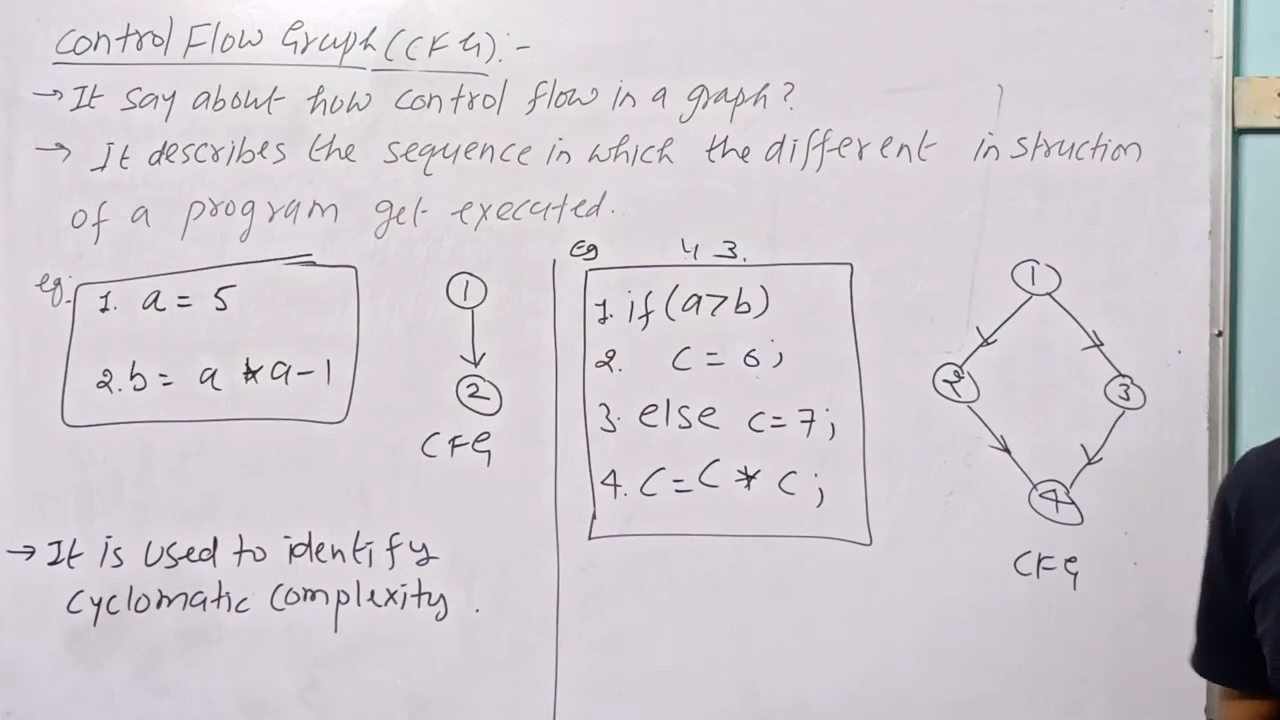 Control Flow Graph (CFG):-
→ It say about how control flow in a graph?
→ It describes the sequence in which the different instruction
of a program get executed.
eg:
1. a = 5
2. b = a * a - 1
1
2
CFG
Eg
3.
1. if (a>b)
2. c = 6;
3. else c=7;
4. C=C * C;
1
2
3
4
CFG
→ It is used to identify
cyclomatic complexity.